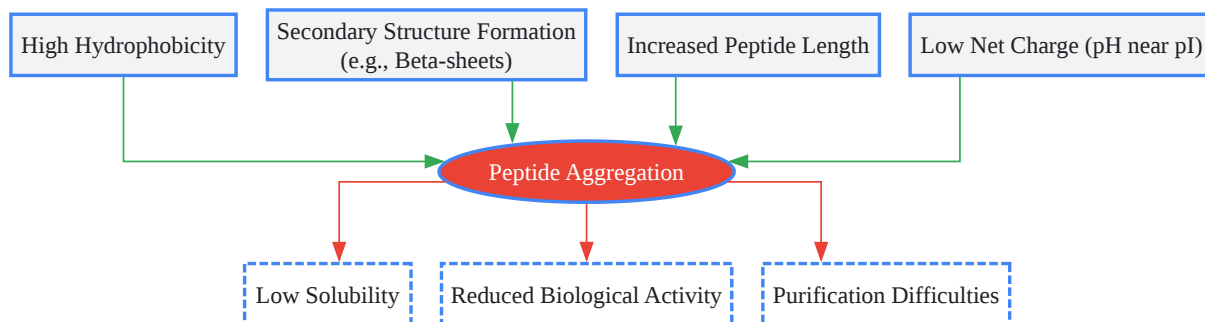 High Hydrophobicity
Secondary Structure Formation
(e.g., Beta-sheets)
Increased Peptide Length
Low Net Charge (pH near pI)
Peptide Aggregation
Low Solubility
Reduced Biological Activity
Purification Difficulties